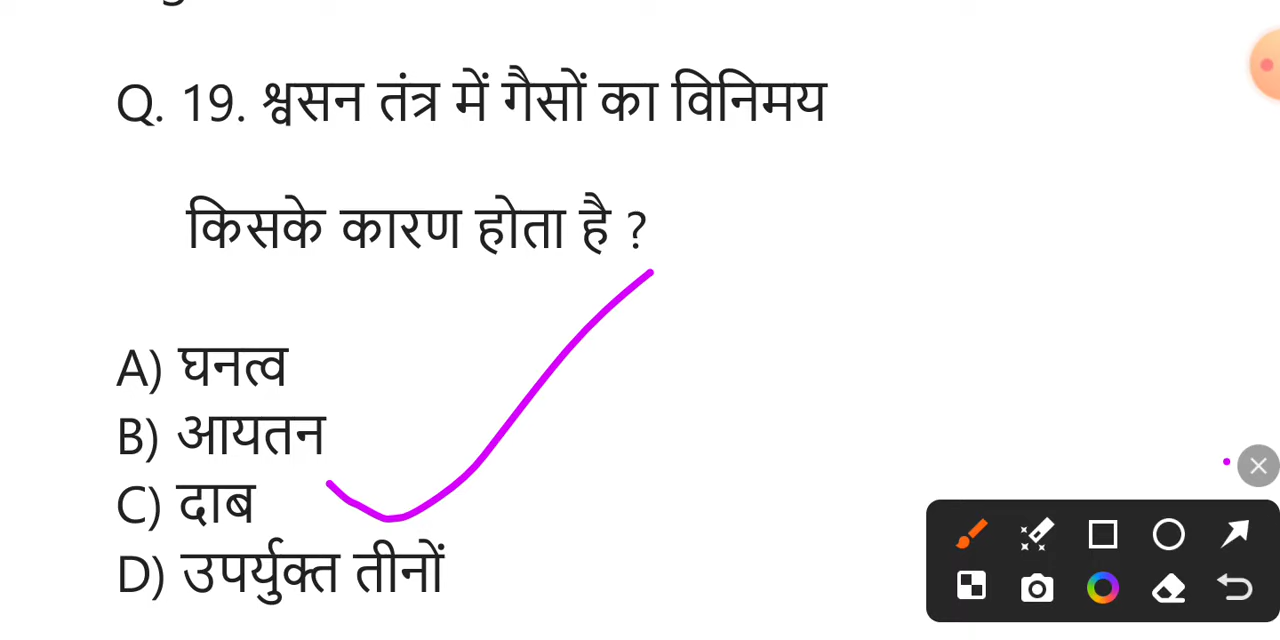 Q. 19. श्वसन तंत्र में गैसों का विनिमय
किसके कारण होता है ?
A) घनत्व
B) आयतन
C) दाब
D) उपर्युक्त तीनों